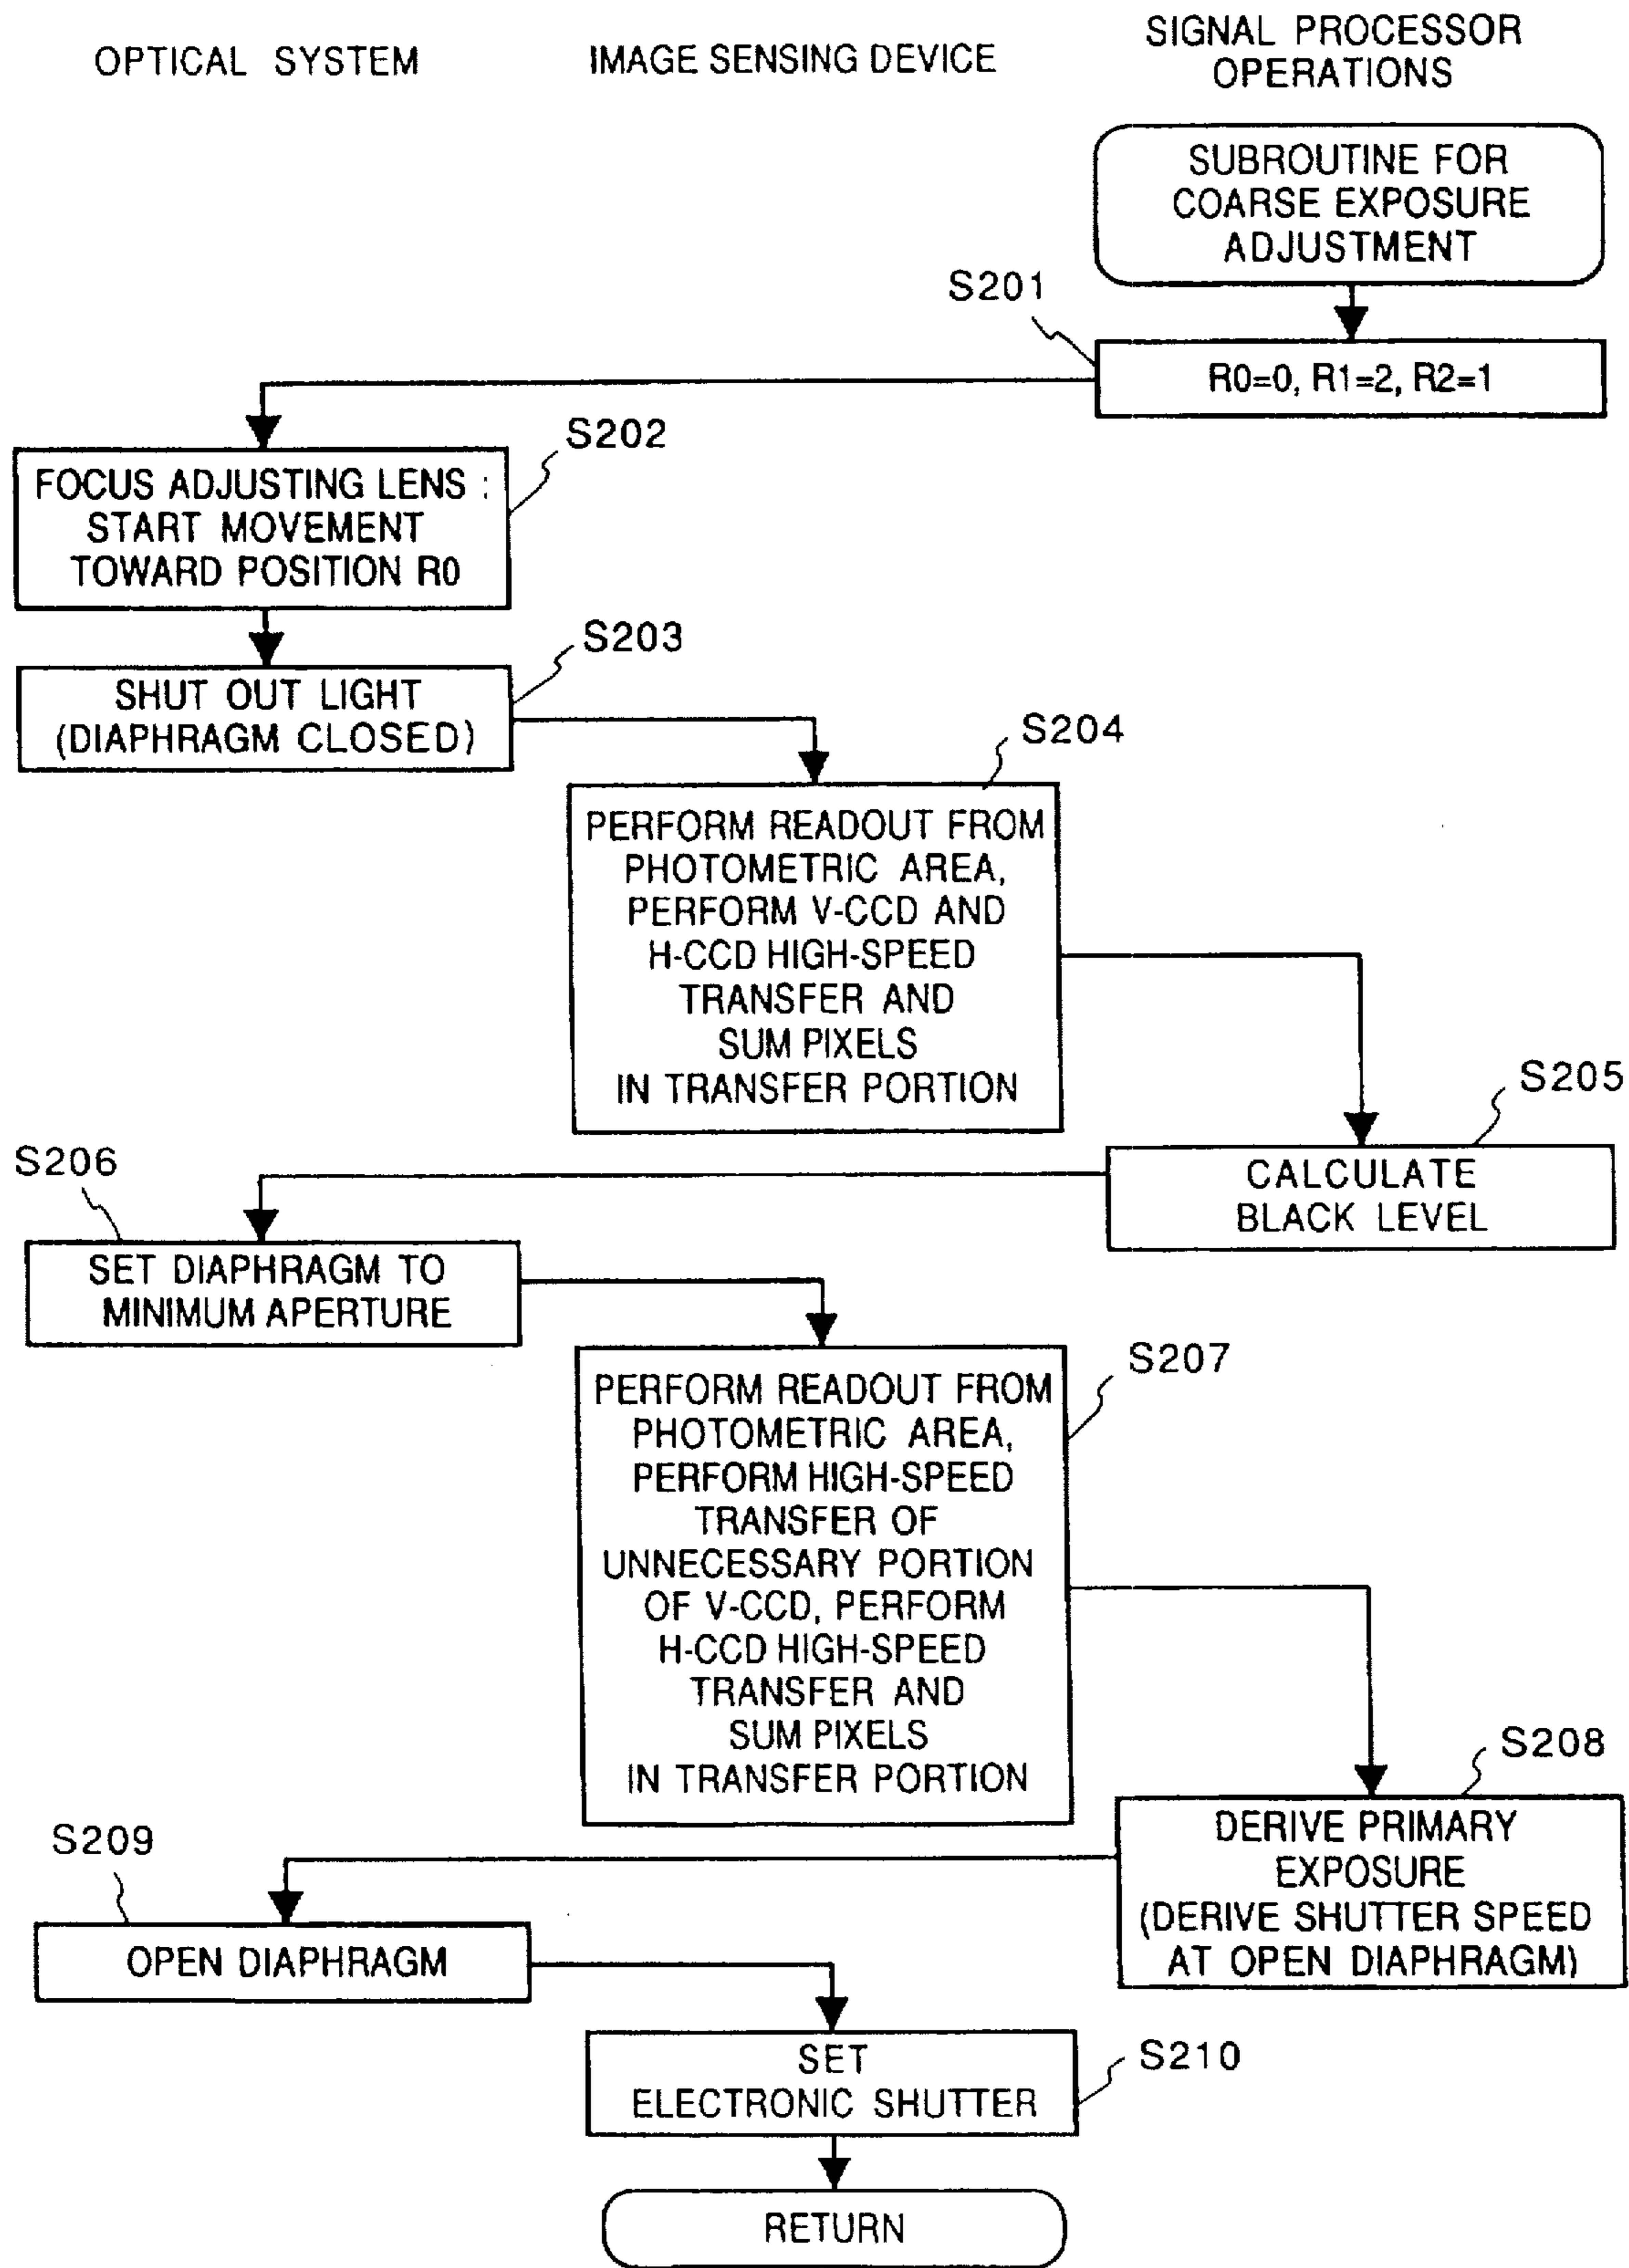 OPTICAL SYSTEM
IMAGE SENSING DEVICE
SIGNAL PROCESSOR
OPERATIONS
SUBROUTINE FOR
COARSE EXPOSURE
ADJUSTMENT
S201
R0=0, R1=2, R2=1
S202
FOCUS ADJUSTING LENS :
START MOVEMENT
TOWARD POSITION R0
S203
SHUT OUT LIGHT
(DIAPHRAGM CLOSED)
S204
PERFORM READOUT FROM
PHOTOMETRIC AREA,
PERFORM V-CCD AND
H-CCD HIGH-SPEED
TRANSFER AND
SUM PIXELS
IN TRANSFER PORTION
S205
CALCULATE
BLACK LEVEL
S206
SET DIAPHRAGM TO
MINIMUM APERTURE
S207
PERFORM READOUT FROM
PHOTOMETRIC AREA,
PERFORM HIGH-SPEED
TRANSFER OF
UNNECESSARY PORTION
OF V-CCD, PERFORM
H-CCD HIGH-SPEED
TRANSFER AND
SUM PIXELS
IN TRANSFER PORTION
S208
DERIVE PRIMARY
EXPOSURE
(DERIVE SHUTTER SPEED
AT OPEN DIAPHRAGM)
S209
OPEN DIAPHRAGM
S210
SET
ELECTRONIC SHUTTER
RETURN